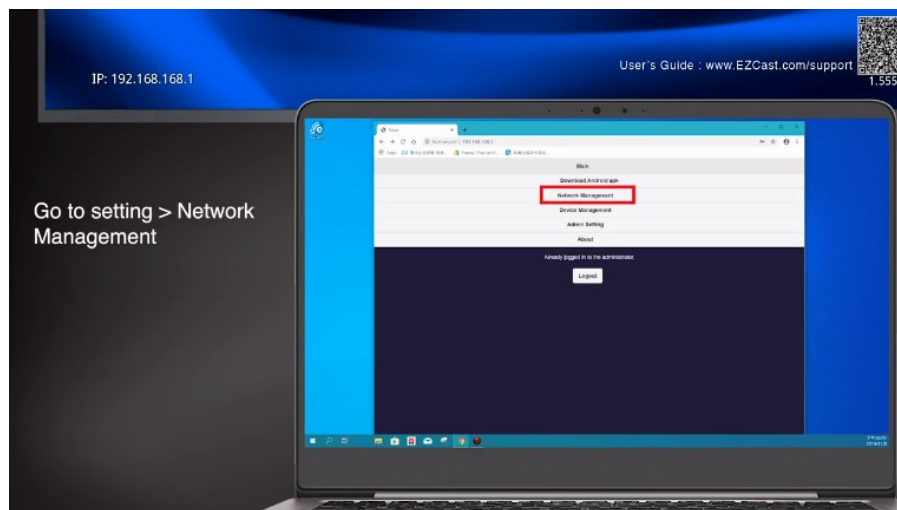 User's Guide : www.EZCast.com/support
IP: 192.168.168.1
1.555
Main
Download Android apk
Network Management
Device Management
Admin Setting
About
Already logged in to the administrator.
Logout
Go to setting > Network
Management